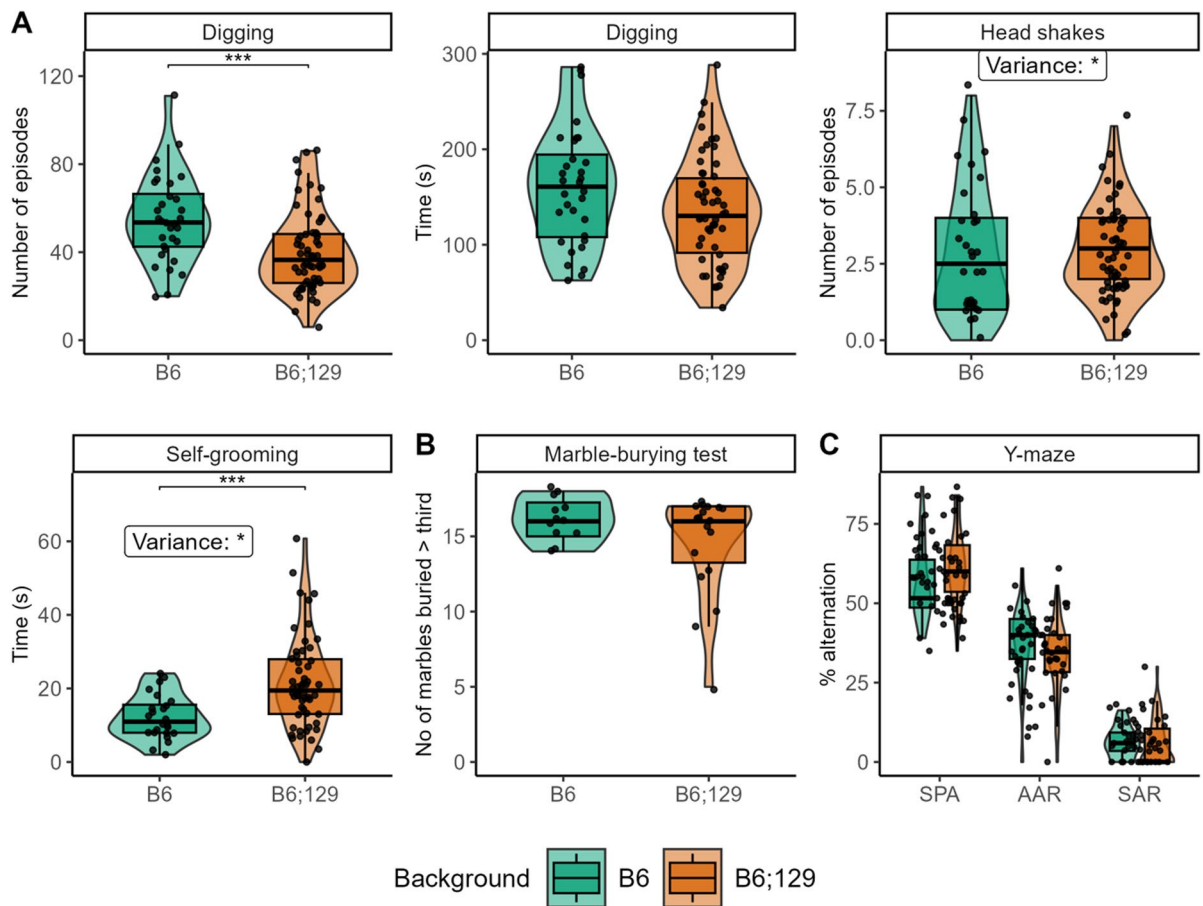 A
Digging
Number of episodes
120
80
40
0
***
B6
B6;129
Digging
Time (s)
300
200
100
0
B6
B6;129
Head shakes
Number of episodes
7.5
5.0
2.5
0.0
Variance: *
B6
B6;129
Self-grooming
Time (s)
60
40
20
0
***
Variance: *
B6
B6;129
B
Marble-burying test
No of marbles buried > third
15
10
5
0
B6
B6;129
C
Y-maze
% alternation
75
50
25
0
SPA
AAR
SAR
Background B6 B6;129